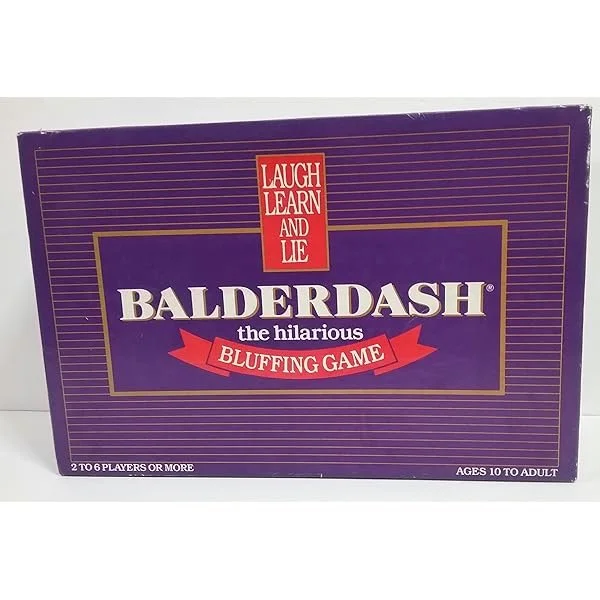 LAUGH
LEARN
AND
LIE
BALDERDASH®
the hilarious
BLUFFING GAME
2 TO 6 PLAYERS OR MORE
AGES 10 TO ADULT